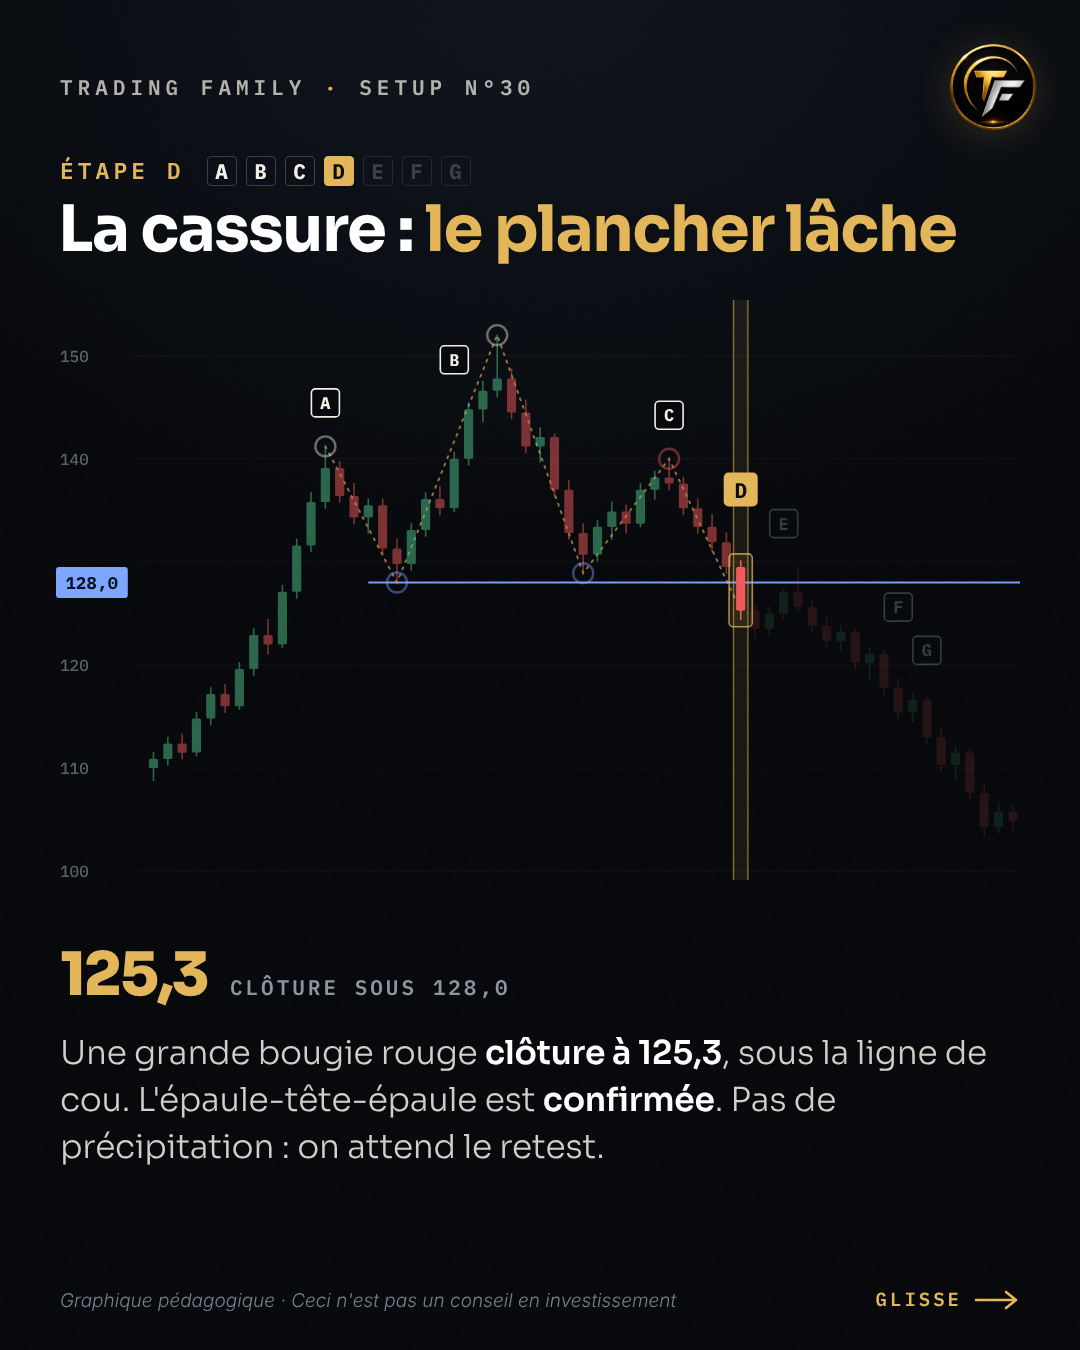 TRADING FAMILY · SETUP N°30
TF
ÉTAPE D A B C D E F G
La cassure : le plancher lâche
150
140
128,0
120
110
100
A
B
C
D
E
F
G
125,3 CLÔTURE SOUS 128,0
Une grande bougie rouge clôture à 125,3, sous la ligne de
cou. L'épaule-tête-épaule est confirmée. Pas de
précipitation : on attend le retest.
Graphique pédagogique · Ceci n'est pas un conseil en investissement
GLISSE →